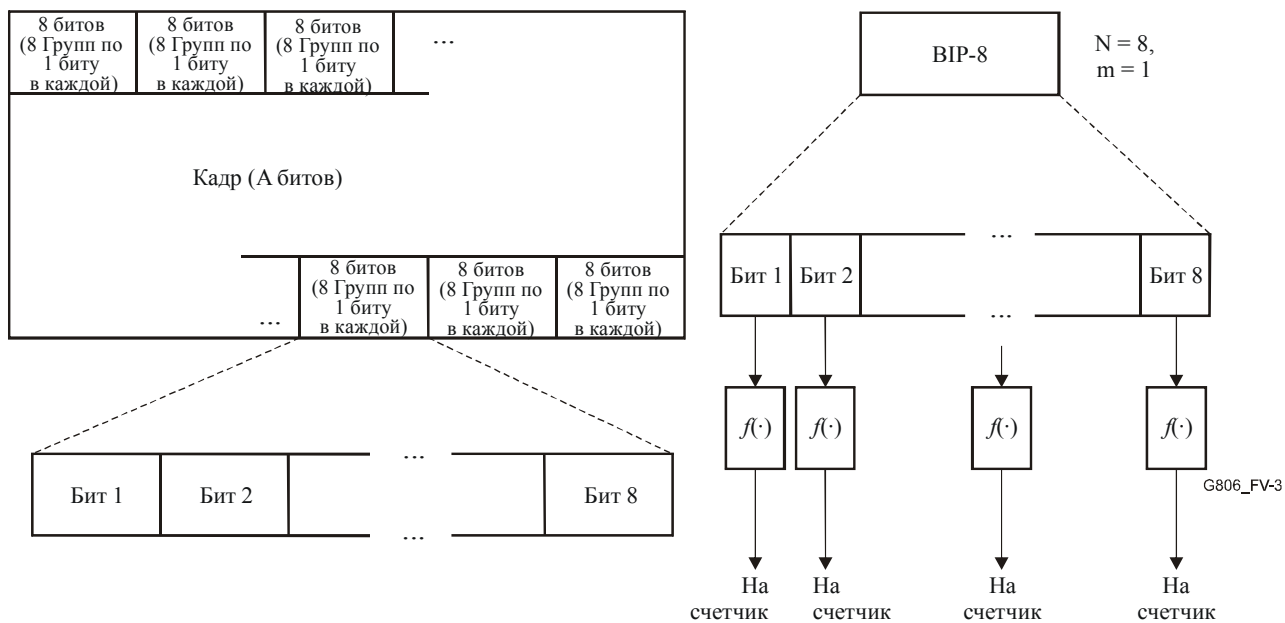 8 битов
(8 Групп по
1 биту
в каждой)
8 битов
(8 Групп по
1 биту
в каждой)
8 битов
(8 Групп по
1 биту
в каждой)
...
Кадр (А битов)
...
8 битов
(8 Групп по
1 биту
в каждой)
8 битов
(8 Групп по
1 биту
в каждой)
8 битов
(8 Групп по
1 биту
в каждой)
Бит 1
Бит 2
...
...
Бит 8
BIP-8
N = 8,
m = 1
Бит 1
Бит 2
...
...
Бит 8
f(·)
f(·)
f(·)
f(·)
G806_FV-3
На
счетчик
На
счетчик
На
счетчик
На
счетчик